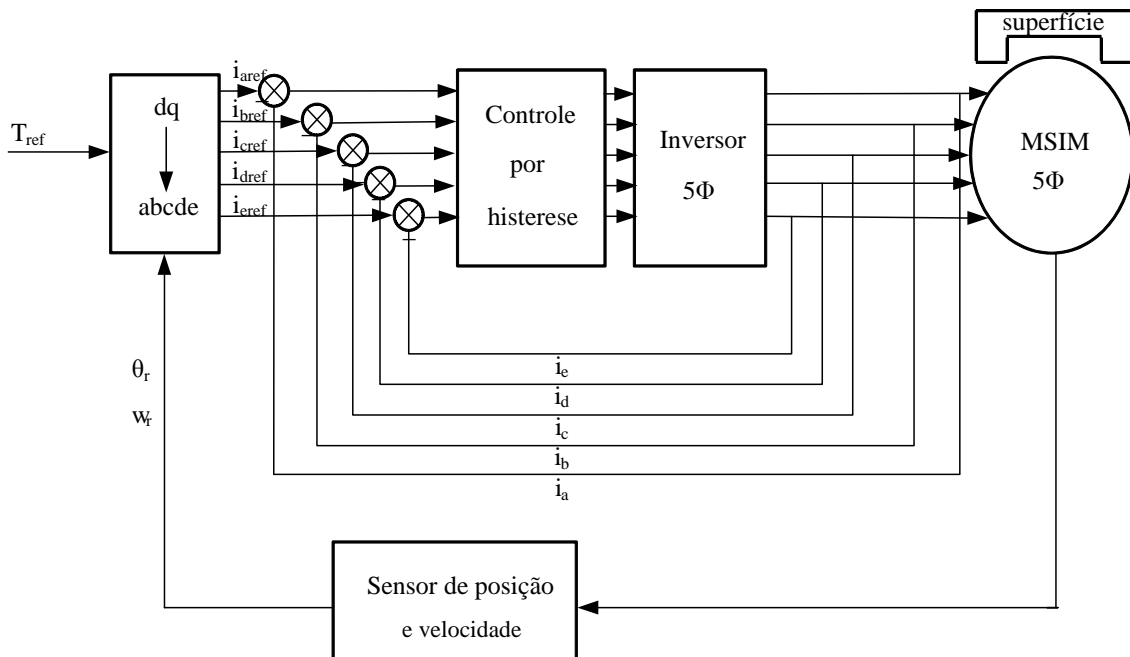 superfície
i_aref
dq
i_bref
T_ref
i_cref
i_dref
abcde
i_eref
Controle
por
histerese
Inversor
5Φ
MSIM
5Φ
θ_r
w_r
i_e
i_d
i_c
i_b
i_a
Sensor de posição
e velocidade